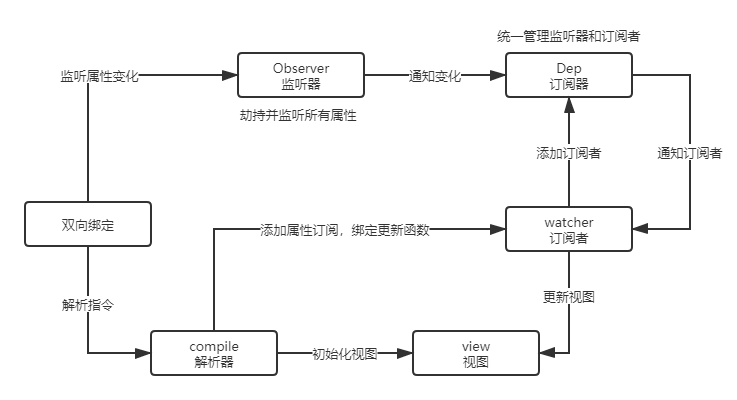 统一管理监听器和订阅者
监听属性变化
Observer
监听器
通知变化
Dep
订阅器
劫持并监听所有属性
添加订阅者
通知订阅者
双向绑定
添加属性订阅，绑定更新函数
watcher
订阅者
解析指令
更新视图
compile
解析器
初始化视图
view
视图